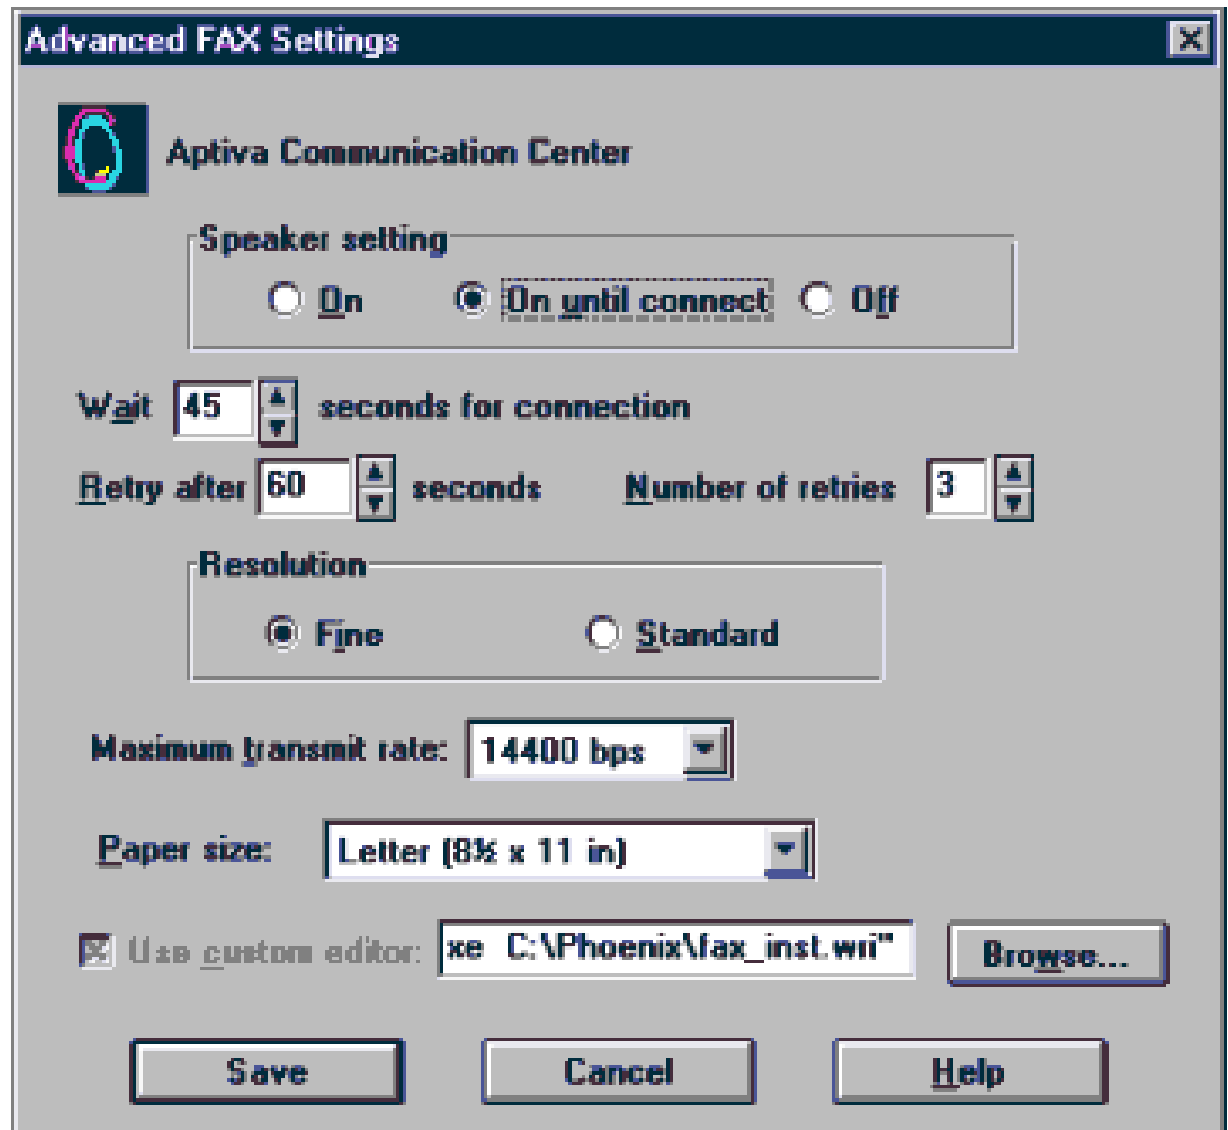 Advanced FAX Settings
Aptiva Communication Center
Speaker setting
On On until connect Off
Wait 45 seconds for connection
Retry after 60 seconds Number of retries 3
Resolution
Fine Standard
Maximum transmit rate: 14400 bps
Paper size: Letter (8½ x 11 in)
Use custom editor: xe C:\Phoenix\fax_inst.wri" Browse...
Save Cancel Help